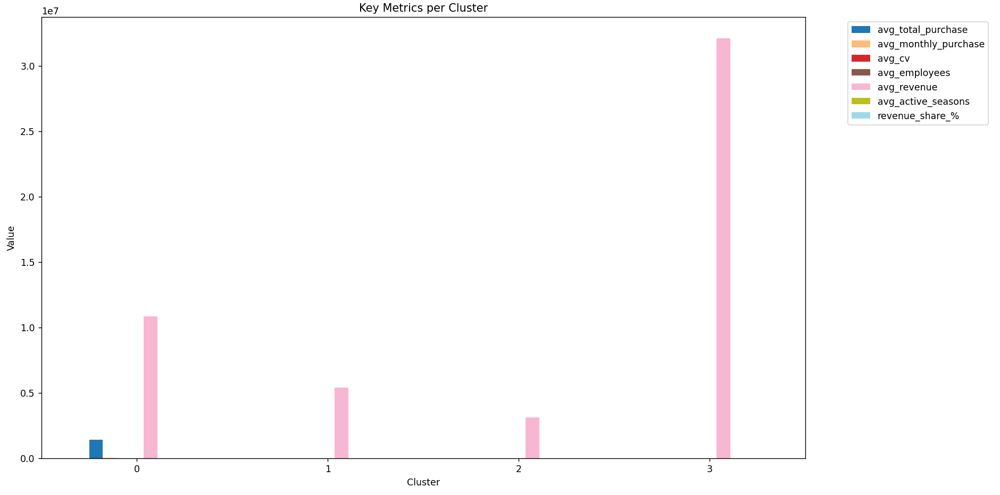 Key Metrics per Cluster
1e7
3.0
2.5
2.0
1.5
1.0
0.5
0.0
Value
0 1 2 3
Cluster
avg_total_purchase
avg_monthly_purchase
avg_cv
avg_employees
avg_revenue
avg_active_seasons
revenue_share_%